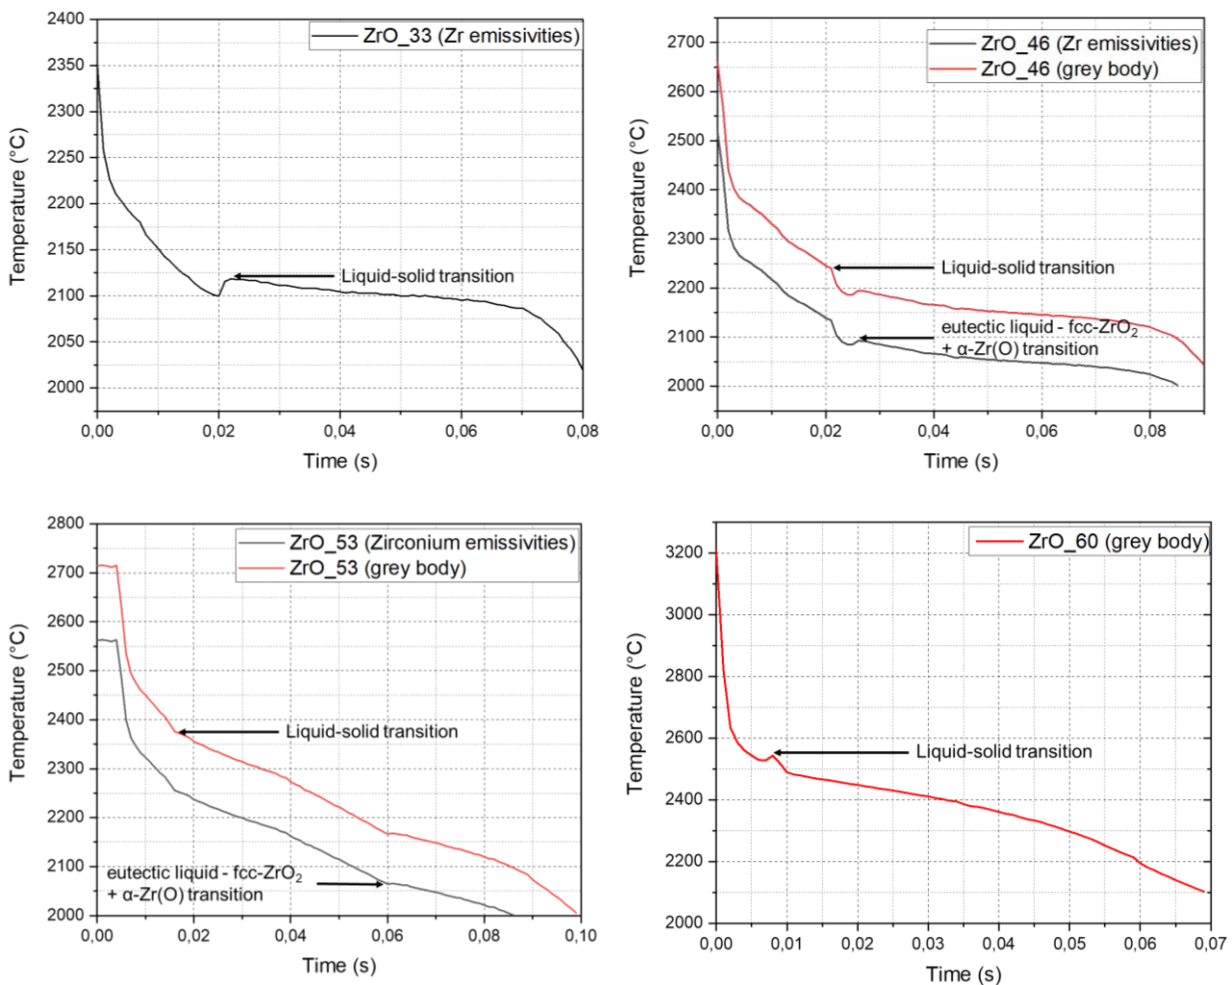 ZrO_33 (Zr emissivities)
Temperature (°C)
2400
2350
2300
2250
2200
2150
2100
2050
2000
Liquid-solid transition
0,00 0,02 0,04 0,06 0,08
Time (s)
ZrO_46 (Zr emissivities)
ZrO_46 (grey body)
Temperature (°C)
2700
2600
2500
2400
2300
2200
2100
2000
Liquid-solid transition
eutectic liquid - fcc-ZrO₂
+ α-Zr(O) transition
0,00 0,02 0,04 0,06 0,08
Time (s)
ZrO_53 (Zirconium emissivities)
ZrO_53 (grey body)
Temperature (°C)
2800
2700
2600
2500
2400
2300
2200
2100
2000
Liquid-solid transition
eutectic liquid - fcc-ZrO₂
+ α-Zr(O) transition
0,00 0,02 0,04 0,06 0,08 0,10
Time (s)
ZrO_60 (grey body)
Temperature (°C)
3200
3000
2800
2600
2400
2200
2000
Liquid-solid transition
0,00 0,01 0,02 0,03 0,04 0,05 0,06 0,07
Time (s)